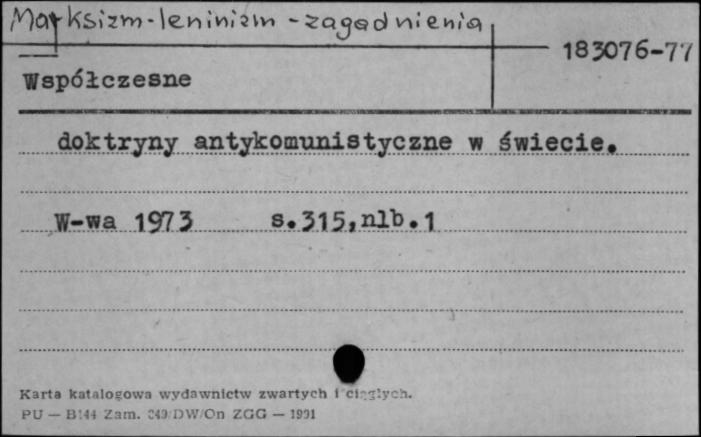 Marksizm-leninizm - zagadnienia
183076-77
Współczesne
doktryny antykomunistyczne w świecie.
W-wa 1973 s.315,nlb.1
Karta katalogowa wydawnictw zwartych i ciągłych.
PU — B144 Zam. 349/DW/On ZGG — 1991